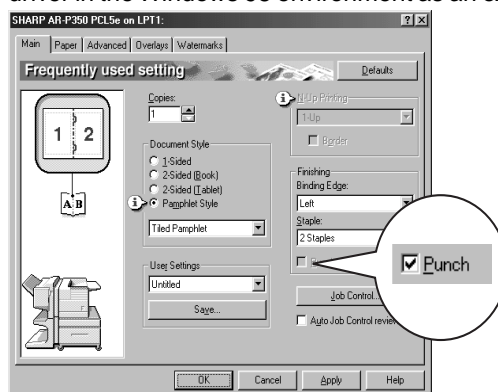 SHARP AR-P350 PCL5e on LPT1:
Main Paper Advanced Overlays Watermarks
Frequently used setting
Defaults
1 2
A B
Copies:
1
Document Style
1-Sided
2-Sided (Book)
2-Sided (Tablet)
Pamphlet Style
Tiled Pamphlet
User Settings
Untitled
Save...
N-Up Printing
1-Up
Border
Finishing
Binding Edge:
Left
Staple:
2 Staples
Punch
Job Control...
Auto Job Control review
OK Cancel Apply Help